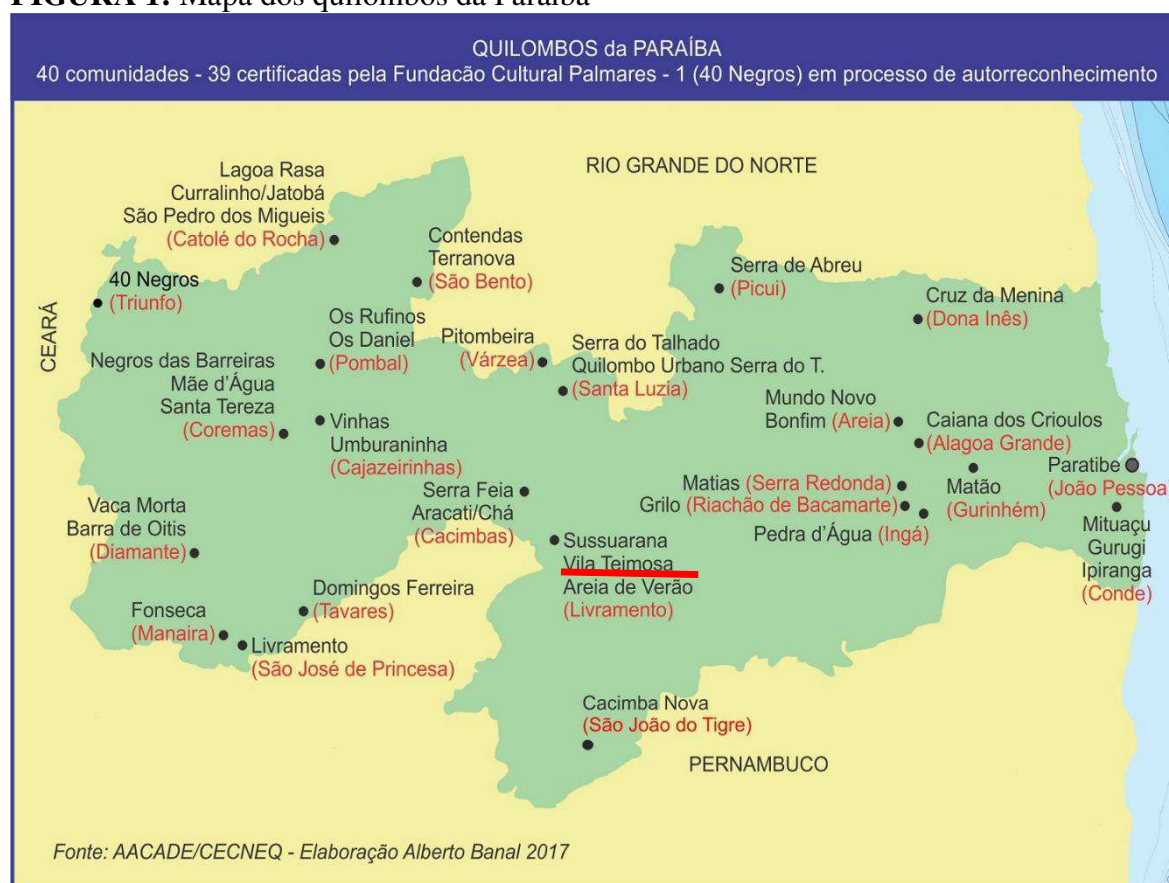 FIGURA 1: Mapa dos quilombos da Paraíba
QUILOMBOS da PARAÍBA
40 comunidades - 39 certificadas pela Fundacão Cultural Palmares - 1 (40 Negros) em processo de autorreconhecimento
RIO GRANDE DO NORTE
Lagoa Rasa
Curralinho/Jatobá
São Pedro dos Migueis
(Catolé do Rocha)
Contendas
Terranova
(São Bento)
Serra de Abreu
(Picui)
40 Negros
(Triunfo)
CEARÁ
Cruz da Menina
(Dona Inês)
Os Rufinos
Os Daniel
(Pombal)
Pitombeira
(Várzea)
Serra do Talhado
Quilombo Urbano Serra do T.
(Santa Luzia)
Negros das Barreiras
Mãe d'Água
Santa Tereza
(Coremas)
Vinhas
Umburaninha
(Cajazeirinhas)
Mundo Novo
Bonfim (Areia)
Caiana dos Crioulos
(Alagoa Grande)
Paratibe
(João Pessoa)
Matias (Serra Redonda)
Grilo (Riachão de Bacamarte)
Pedra d'Água (Ingá)
Matão
(Gurinhém)
Mituaçu
Gurugi
Ipiranga
(Conde)
Serra Feia
Aracati/Chá
(Cacimbas)
Vaca Morta
Barra de Oitis
(Diamante)
Sussuarana
Vila Teimosa
Areia de Verão
(Livramento)
Domingos Ferreira
(Tavares)
Fonseca
(Manaira)
Livramento
(São José de Princesa)
Cacimba Nova
(São João do Tigre)
PERNAMBUCO
Fonte: AACADE/CECNEQ - Elaboração Alberto Banal 2017